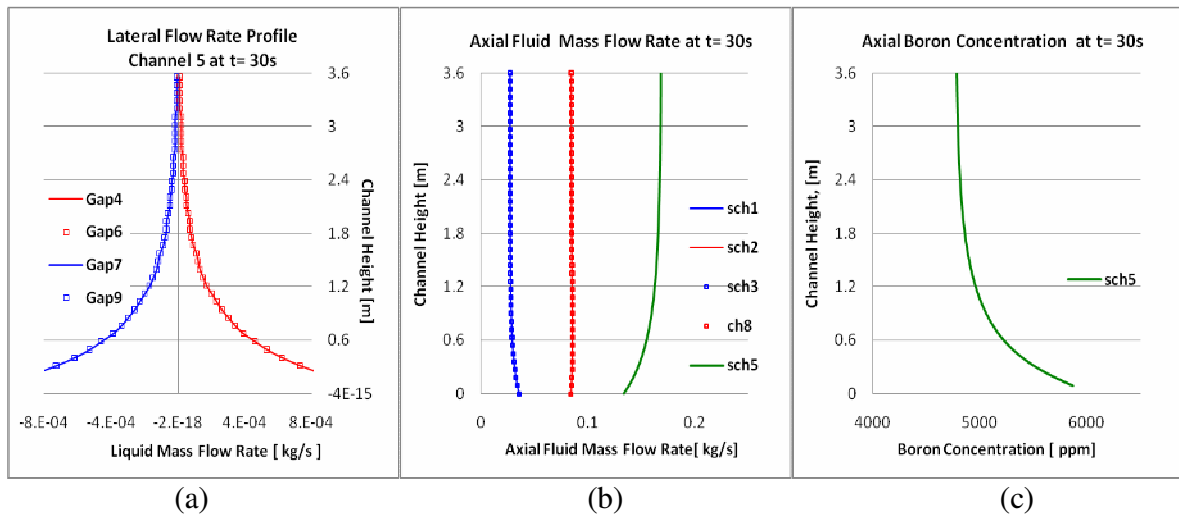 Lateral Flow Rate Profile
Channel 5 at t= 30s
3.6
3
2.4
1.8
1.2
0.6
-4E-15
Channel Height [m]
Gap4
Gap6
Gap7
Gap9
-8.E-04 -4.E-04 -2.E-18 4.E-04 8.E-04
Liquid Mass Flow Rate [ kg/s ]
(a)
Axial Fluid Mass Flow Rate at t= 30s
3.6
3
2.4
1.8
1.2
0.6
0
Channel Height [m]
sch1
sch2
sch3
ch8
sch5
0 0.1 0.2
Axial Fluid Mass Flow Rate[ kg/s]
(b)
Axial Boron Concentration at t= 30s
3.6
3
2.4
1.8
1.2
0.6
0
Channel Height, [m]
sch5
4000 5000 6000
Boron Concentration [ ppm]
(c)